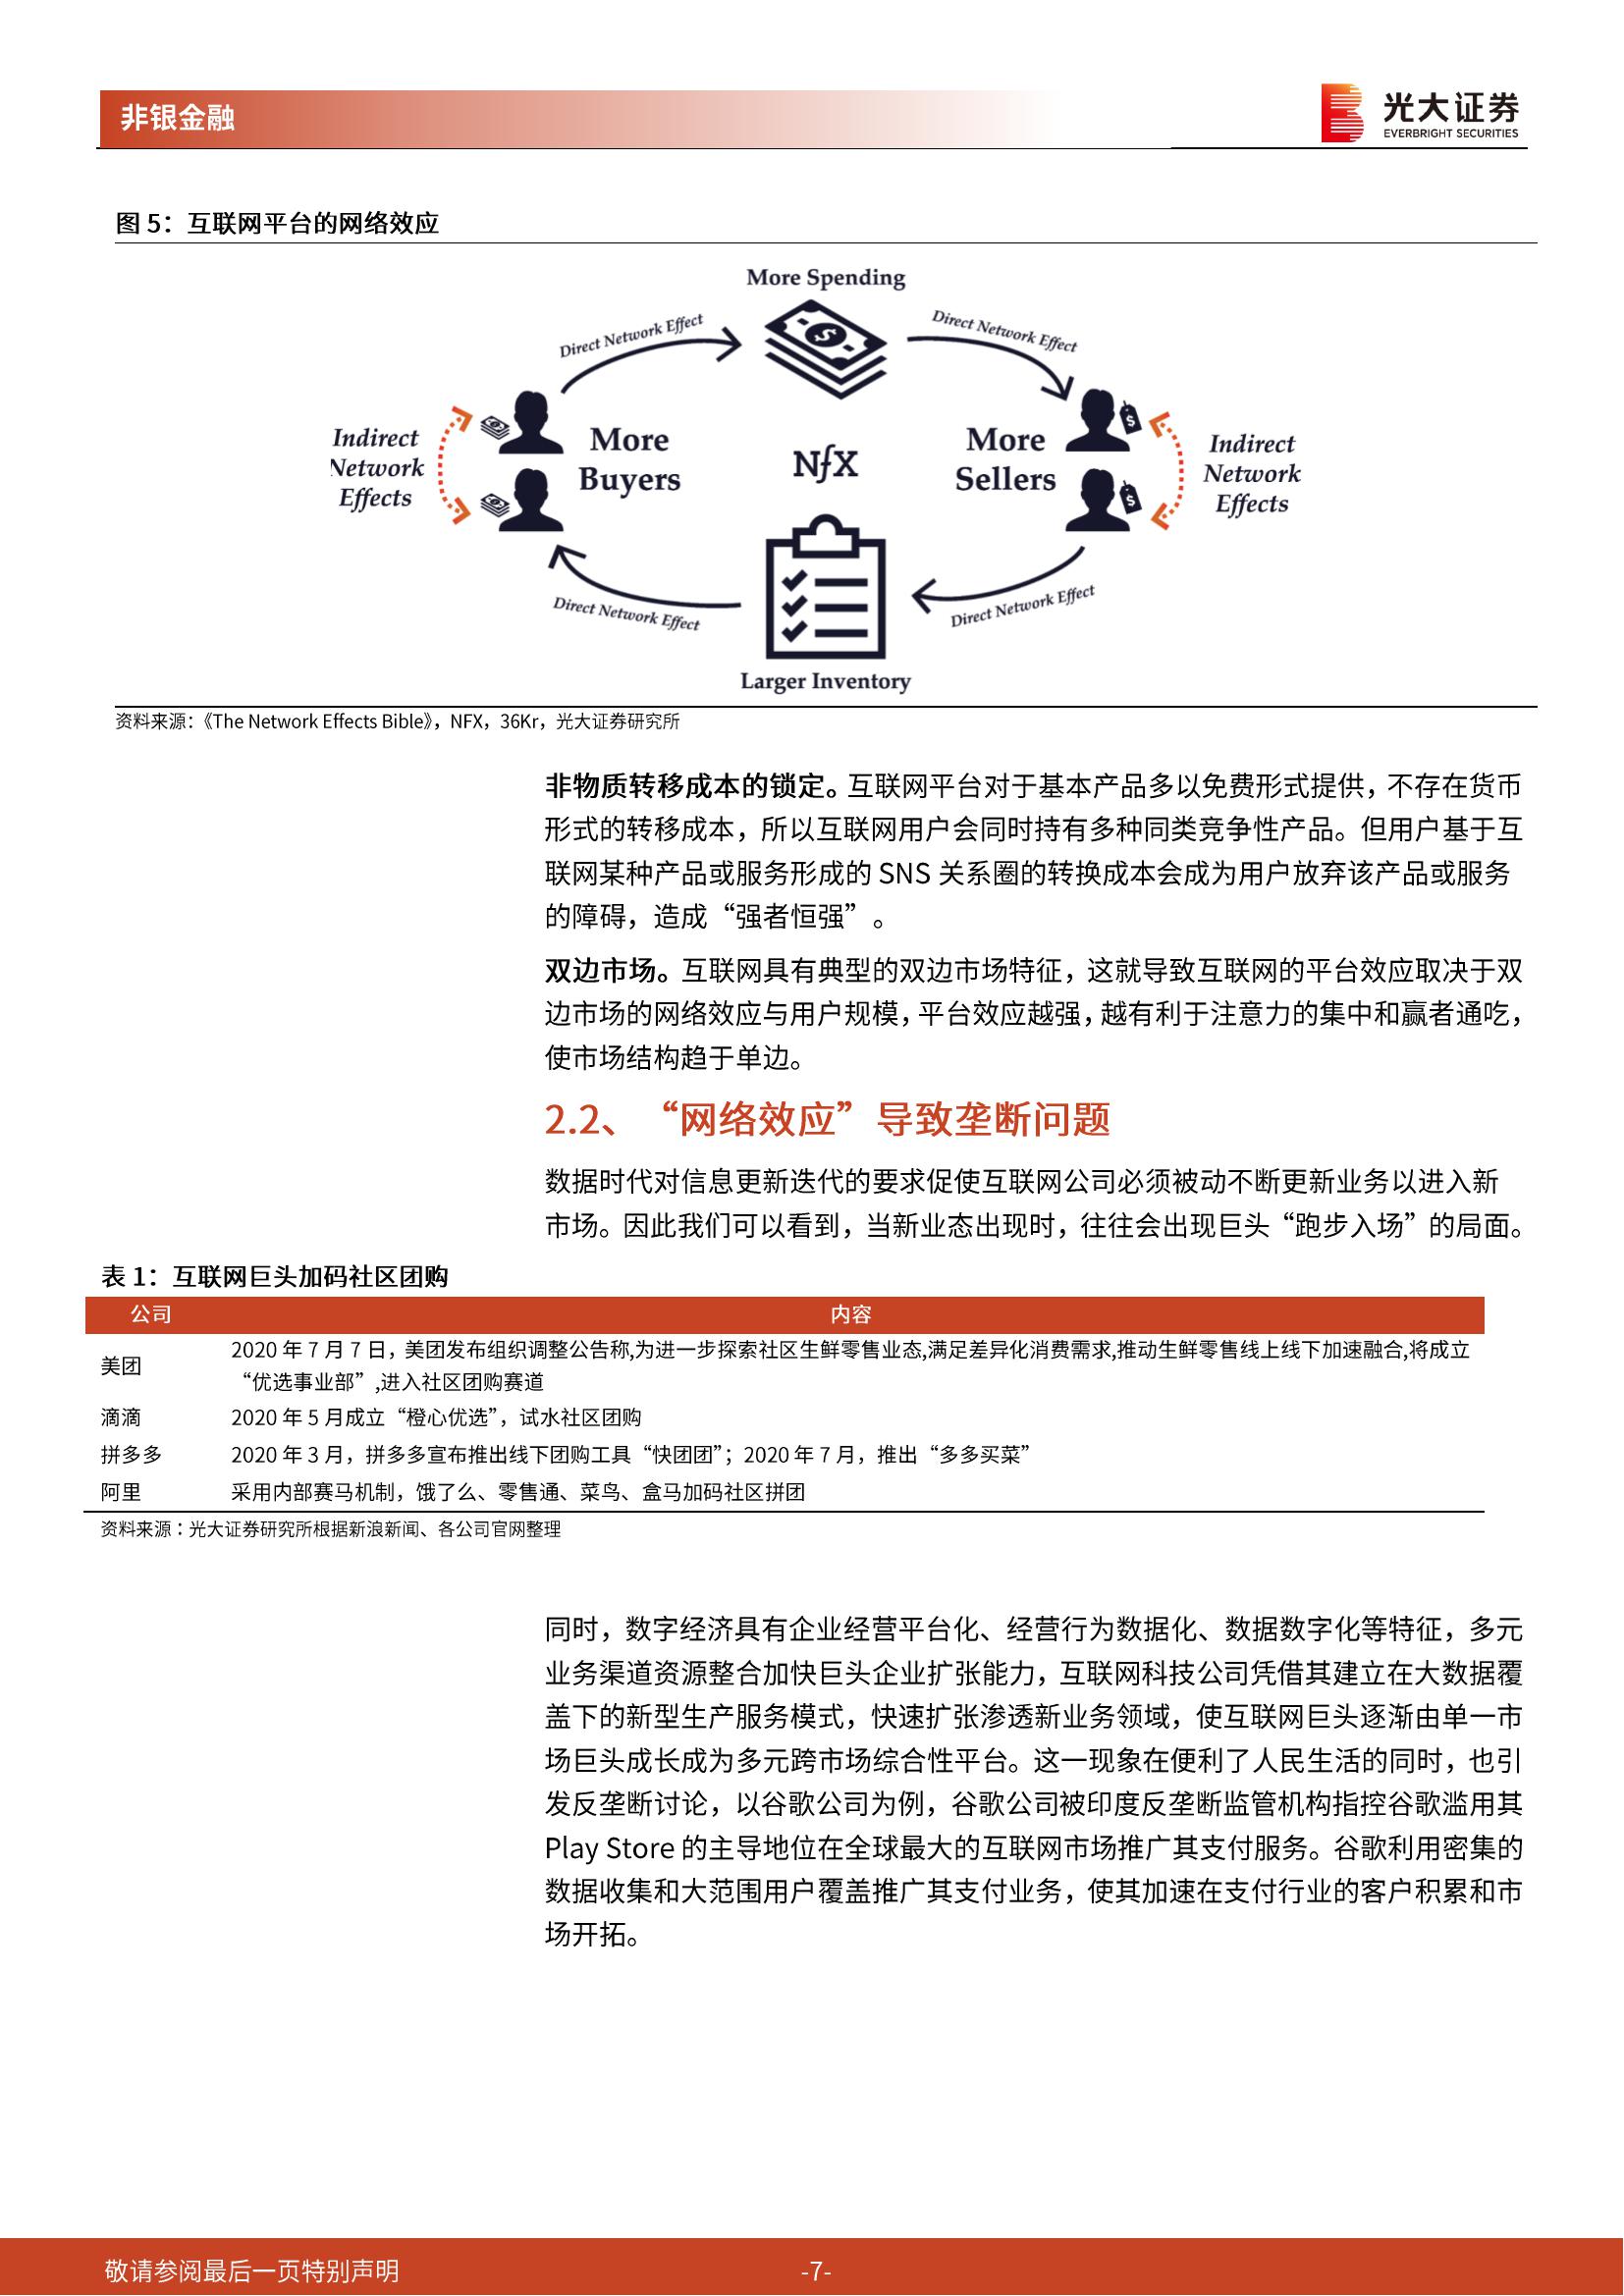 非银金融
光大证券
EVERBRIGHT SECURITIES
图 5：互联网平台的网络效应
More Spending
Direct Network Effect
Direct Network Effect
Indirect
Network
Effects
More
Buyers
NfX
More
Sellers
Indirect
Network
Effects
Direct Network Effect
Direct Network Effect
Larger Inventory
资料来源：《The Network Effects Bible》，NFX，36Kr，光大证券研究所
非物质转移成本的锁定。互联网平台对于基本产品多以免费形式提供，不存在货币
形式的转移成本，所以互联网用户会同时持有多种同类竞争性产品。但用户基于互
联网某种产品或服务形成的 SNS 关系圈的转换成本会成为用户放弃该产品或服务
的障碍，造成“强者恒强”。
双边市场。互联网具有典型的双边市场特征，这就导致互联网的平台效应取决于双
边市场的网络效应与用户规模，平台效应越强，越有利于注意力的集中和赢者通吃，
使市场结构趋于单边。
2.2、“网络效应”导致垄断问题
数据时代对信息更新迭代的要求促使互联网公司必须被动不断更新业务以进入新
市场。因此我们可以看到，当新业态出现时，往往会出现巨头“跑步入场”的局面。
表 1：互联网巨头加码社区团购
公司 内容
美团 2020 年 7 月 7 日，美团发布组织调整公告称,为进一步探索社区生鲜零售业态,满足差异化消费需求,推动生鲜零售线上线下加速融合,将成立
“优选事业部”,进入社区团购赛道
滴滴 2020 年 5 月成立“橙心优选”，试水社区团购
拼多多 2020 年 3 月，拼多多宣布推出线下团购工具“快团团”；2020 年 7 月，推出“多多买菜”
阿里 采用内部赛马机制，饿了么、零售通、菜鸟、盒马加码社区拼团
资料来源：光大证券研究所根据新浪新闻、各公司官网整理
同时，数字经济具有企业经营平台化、经营行为数据化、数据数字化等特征，多元
业务渠道资源整合加快巨头企业扩张能力，互联网科技公司凭借其建立在大数据覆
盖下的新型生产服务模式，快速扩张渗透新业务领域，使互联网巨头逐渐由单一市
场巨头成长成为多元跨市场综合性平台。这一现象在便利了人民生活的同时，也引
发反垄断讨论，以谷歌公司为例，谷歌公司被印度反垄断监管机构指控谷歌滥用其
Play Store 的主导地位在全球最大的互联网市场推广其支付服务。谷歌利用密集的
数据收集和大范围用户覆盖推广其支付业务，使其加速在支付行业的客户积累和市
场开拓。
敬请参阅最后一页特别声明
-7-